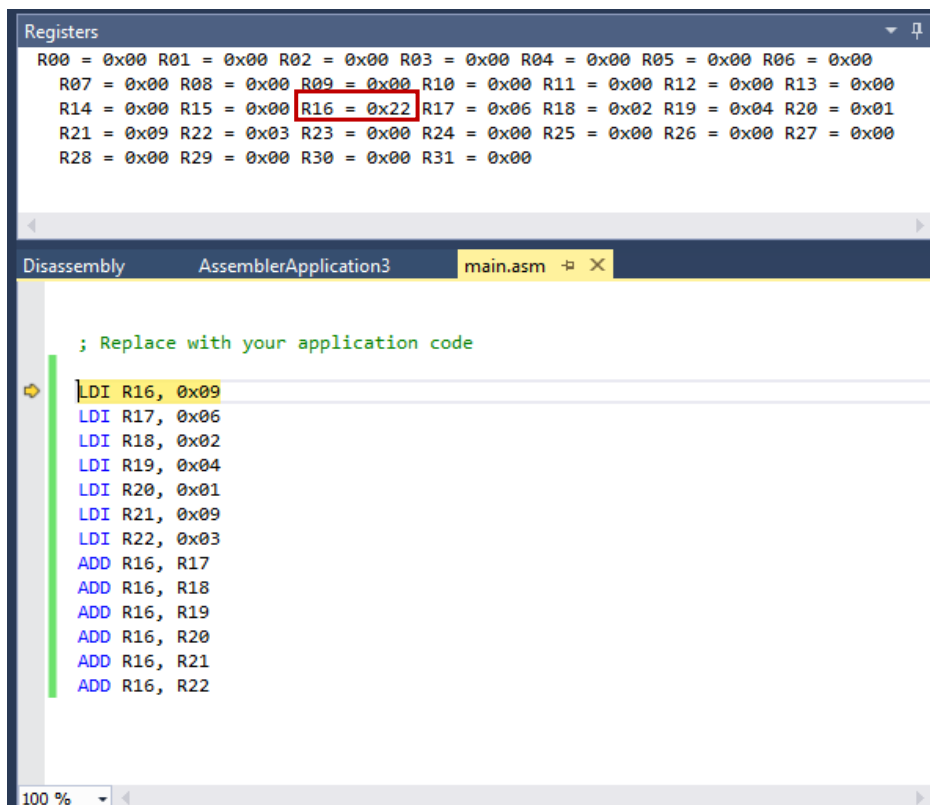 Registers
R00 = 0x00 R01 = 0x00 R02 = 0x00 R03 = 0x00 R04 = 0x00 R05 = 0x00 R06 = 0x00
R07 = 0x00 R08 = 0x00 R09 = 0x00 R10 = 0x00 R11 = 0x00 R12 = 0x00 R13 = 0x00
R14 = 0x00 R15 = 0x00 R16 = 0x22 R17 = 0x06 R18 = 0x02 R19 = 0x04 R20 = 0x01
R21 = 0x09 R22 = 0x03 R23 = 0x00 R24 = 0x00 R25 = 0x00 R26 = 0x00 R27 = 0x00
R28 = 0x00 R29 = 0x00 R30 = 0x00 R31 = 0x00
Disassembly AssemblerApplication3 main.asm
; Replace with your application code
LDI R16, 0x09
LDI R17, 0x06
LDI R18, 0x02
LDI R19, 0x04
LDI R20, 0x01
LDI R21, 0x09
LDI R22, 0x03
ADD R16, R17
ADD R16, R18
ADD R16, R19
ADD R16, R20
ADD R16, R21
ADD R16, R22
100 %